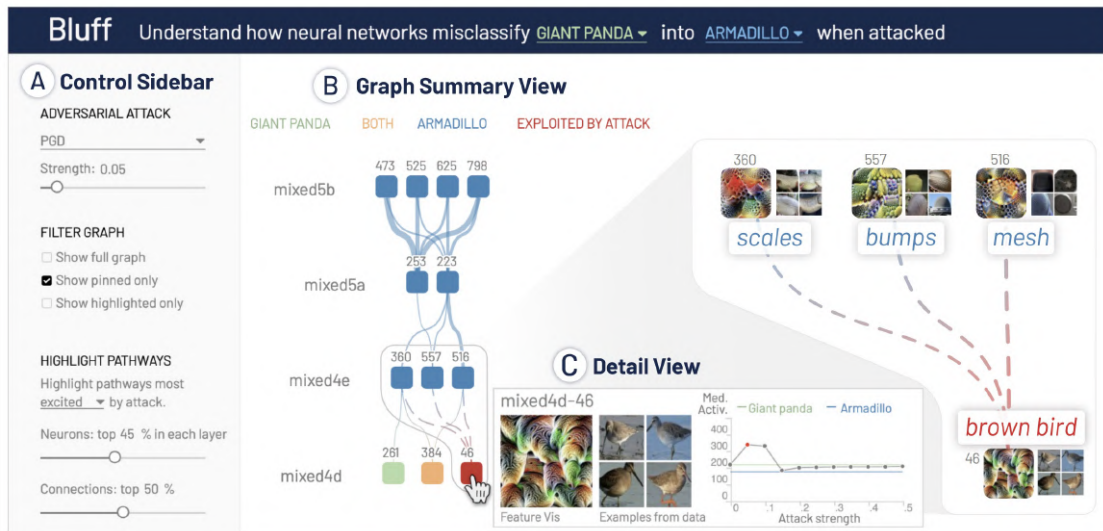 Bluff Understand how neural networks misclassify GIANT PANDA into ARMADILLO when attacked
A Control Sidebar
ADVERSARIAL ATTACK
PGD
Strength: 0.05
FILTER GRAPH
Show full graph
Show pinned only
Show highlighted only
HIGHLIGHT PATHWAYS
Highlight pathways most
excited by attack.
Neurons: top 45 % in each layer
Connections: top 50 %
B Graph Summary View
GIANT PANDA BOTH ARMADILLO EXPLOITED BY ATTACK
473 525 625 798
mixed5b
253 223
mixed5a
360 557 516
mixed4e
261 384 46
mixed4d
360 557 516
scales bumps mesh
brown bird
46
C Detail View
mixed4d-46
Feature Vis
Examples from data
Med.
Activ.
Giant panda Armadillo
400
300
200
100
0
0 .1 .2 .3 .4 .5
Attack strength